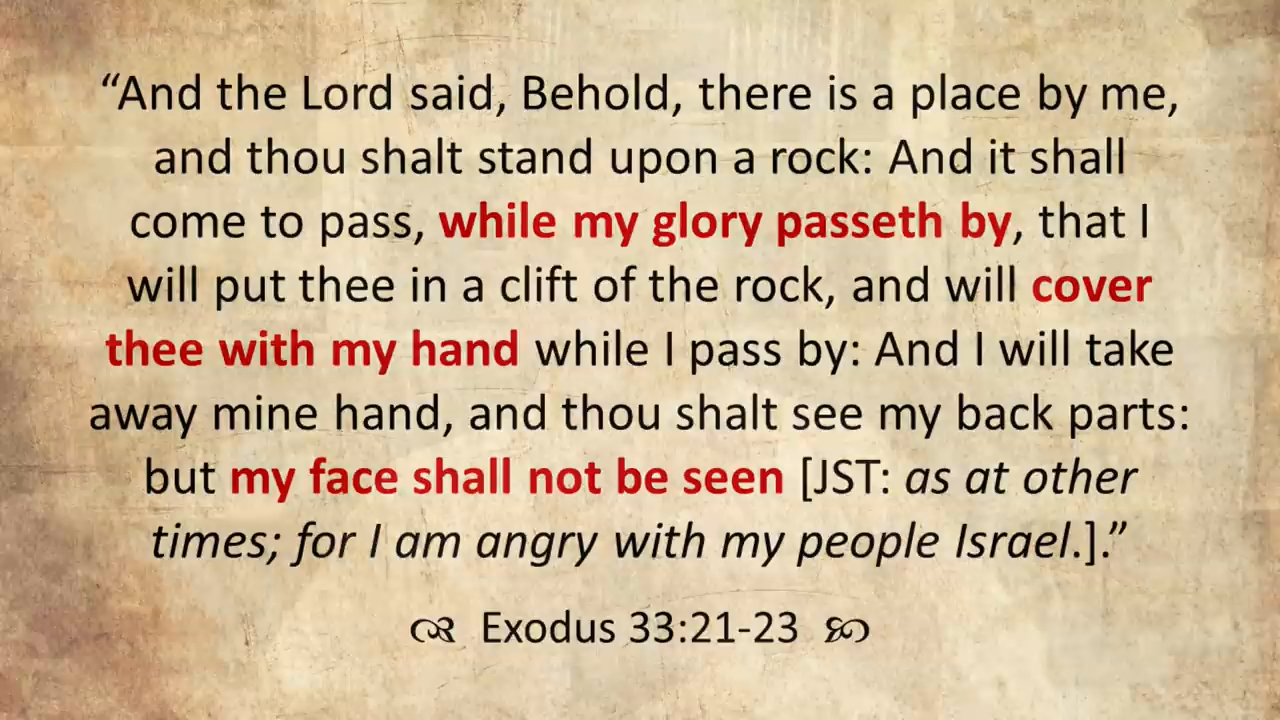 “And the Lord said, Behold, there is a place by me,
and thou shalt stand upon a rock: And it shall
come to pass, while my glory passeth by, that I
will put thee in a clift of the rock, and will cover
thee with my hand while I pass by: And I will take
away mine hand, and thou shalt see my back parts:
but my face shall not be seen [JST: as at other
times; for I am angry with my people Israel.].”
Exodus 33:21-23